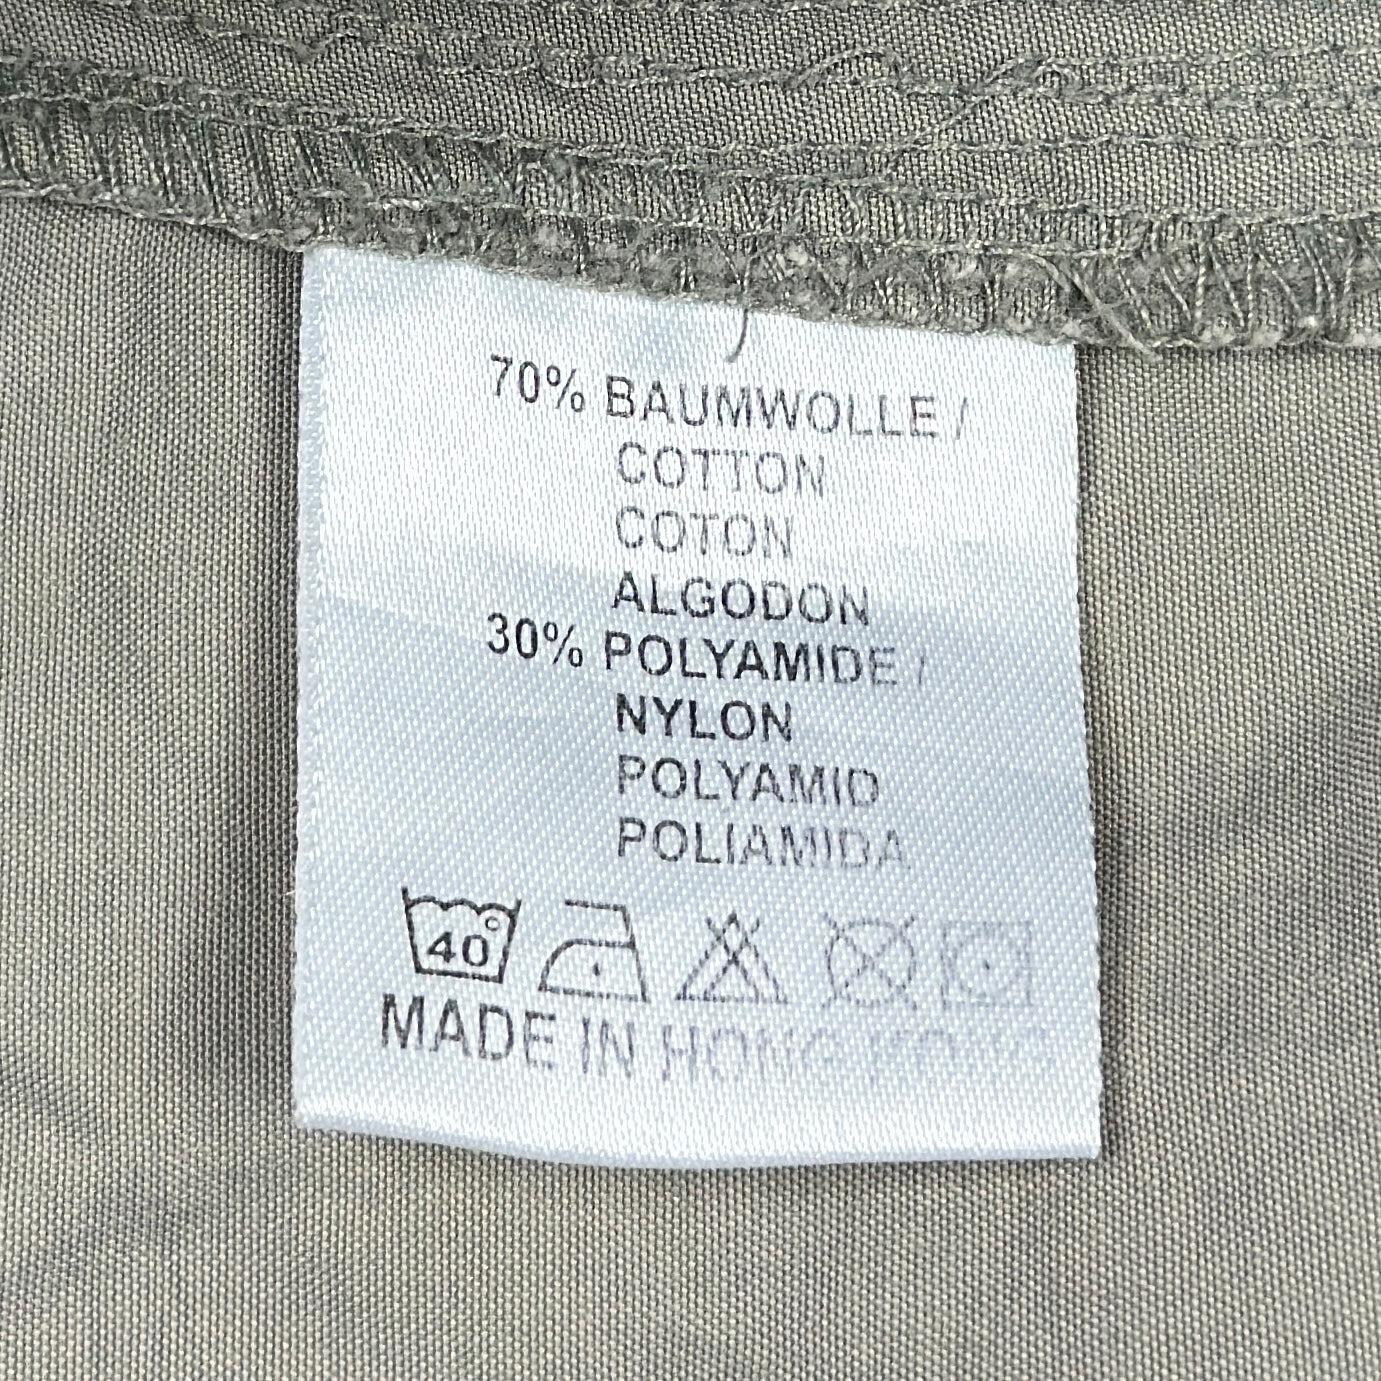 70% BAUMWOLLE /
COTTON
COTON
ALGODON
30% POLYAMIDE /
NYLON
POLYAMID
POLIAMIDA
40°
MADE IN HONG KONG